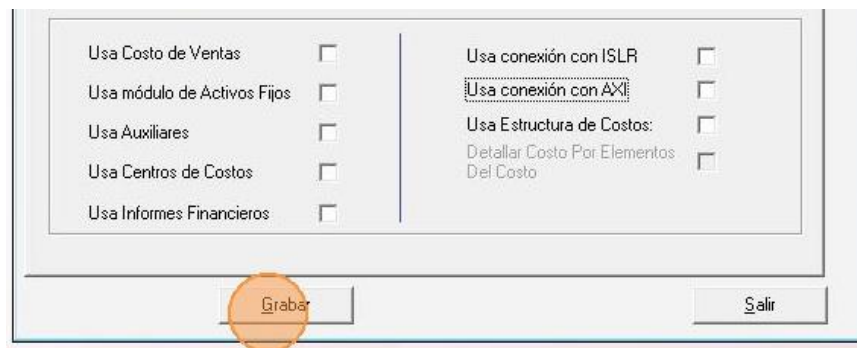 Usa Costo de Ventas
Usa módulo de Activos Fijos
Usa Auxiliares
Usa Centros de Costos
Usa Informes Financieros
Usa conexión con ISLR
Usa conexión con AXI
Usa Estructura de Costos:
Detallar Costo Por Elementos
Del Costo
Grabar
Salir